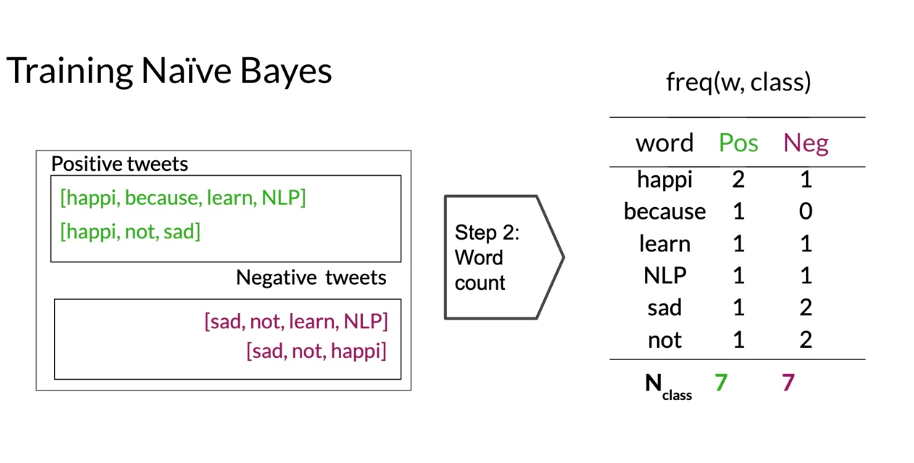 Training Naïve Bayes
Positive tweets
[happi, because, learn, NLP]
[happi, not, sad]
Negative tweets
[sad, not, learn, NLP]
[sad, not, happi]
Step 2:
Word
count
freq(w, class)
word Pos Neg
happi 2 1
because 1 0
learn 1 1
NLP 1 1
sad 1 2
not 1 2
Nclass 7 7